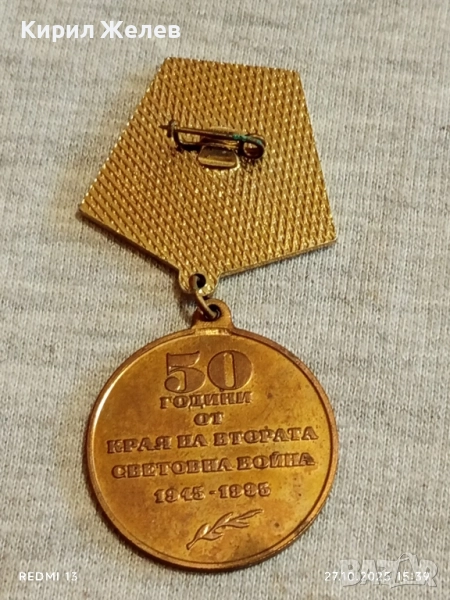 Кирил Желев
50
ГОДИНИ
ОТ
КРАЯ НА ВТОРАТА
СВЕТОВНА ВОЙНА
1945-1995
REDMI 13
27.10.2025 15:39
BAZAR